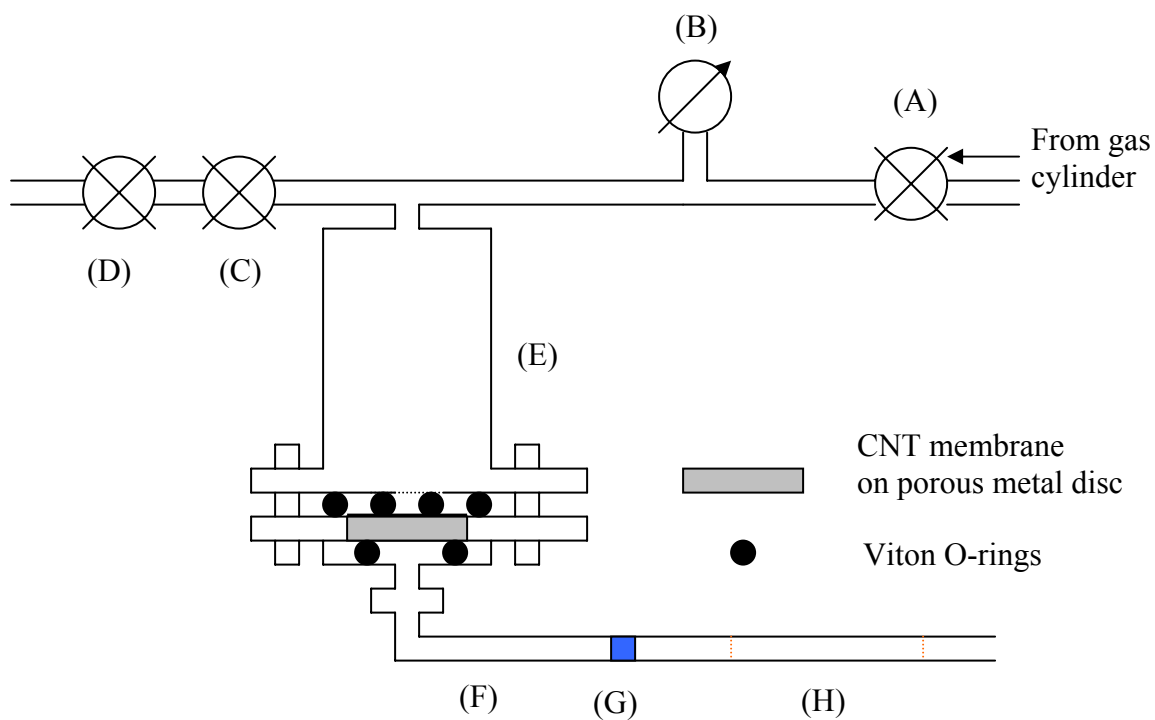 (B)
(A)
From gas
cylinder
(D)
(C)
(E)
CNT membrane
on porous metal disc
Viton O-rings
(F)
(G)
(H)